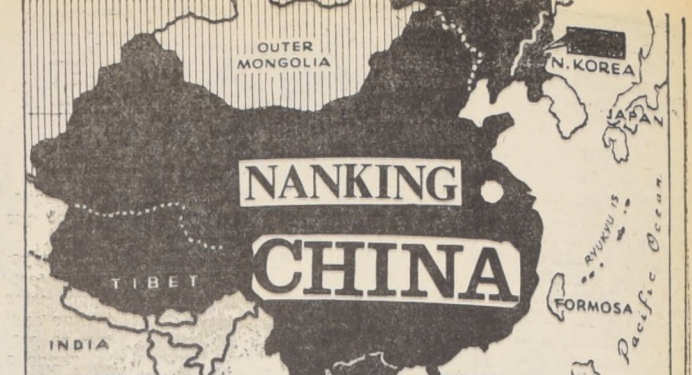 OUTER
MONGOLIA
N. KOREA
JAPAN
NANKING
RYUKYU IS
Pacific Ocean
CHINA
TIBET
FORMOSA
INDIA